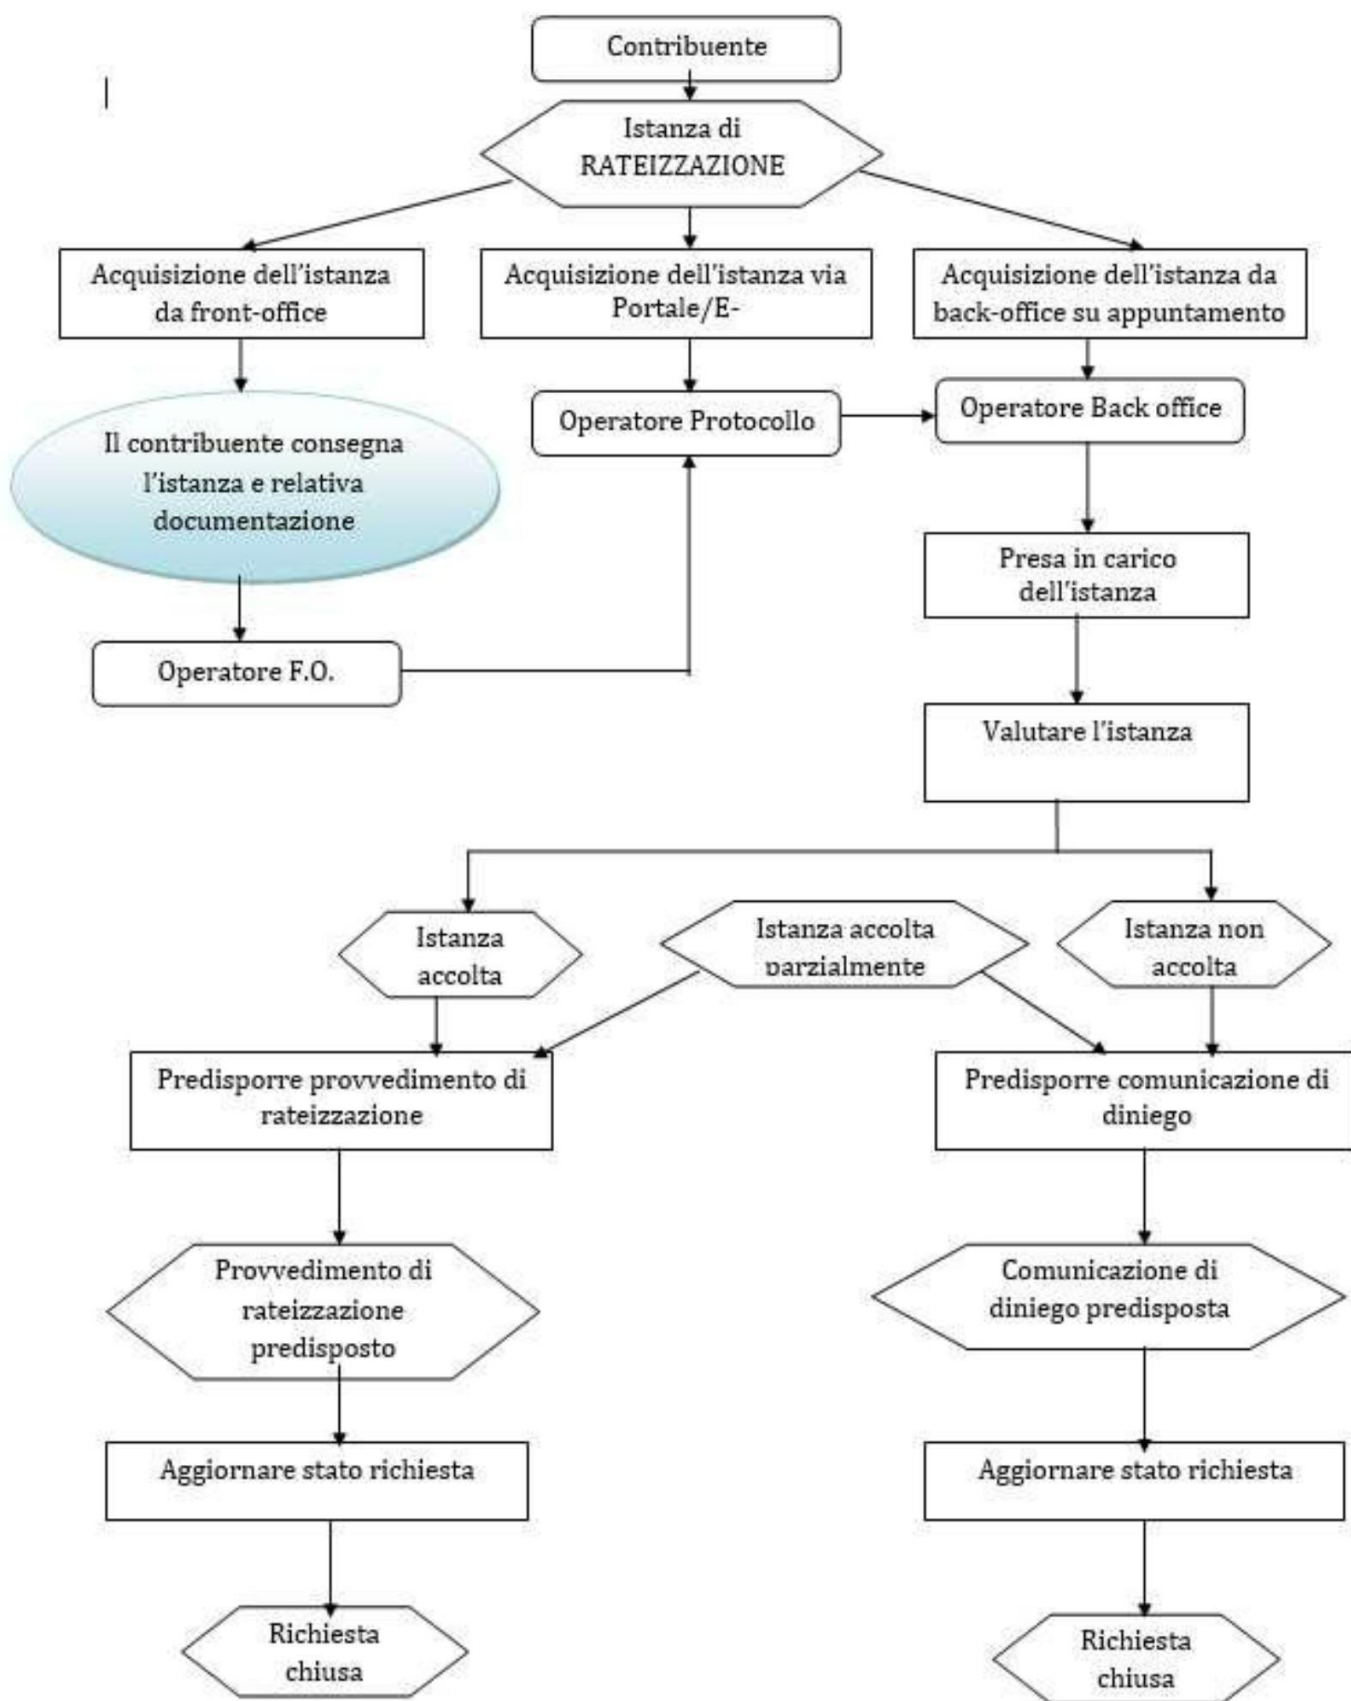 Contribuente
Istanza di
RATEIZZAZIONE
Acquisizione dell'istanza
da front-office
Acquisizione dell'istanza via
Portale/E-
Acquisizione dell'istanza da
back-office su appuntamento
Il contribuente consegna
l'istanza e relativa
documentazione
Operatore Protocollo
Operatore Back office
Presa in carico
dell'istanza
Operatore F.O.
Valutare l'istanza
Istanza
accolta
Istanza accolta
parzialmente
Istanza non
accolta
Predisporre provvedimento di
rateizzazione
Predisporre comunicazione di
diniego
Provvedimento di
rateizzazione
predisposto
Comunicazione di
diniego predisposta
Aggiornare stato richiesta
Aggiornare stato richiesta
Richiesta
chiusa
Richiesta
chiusa